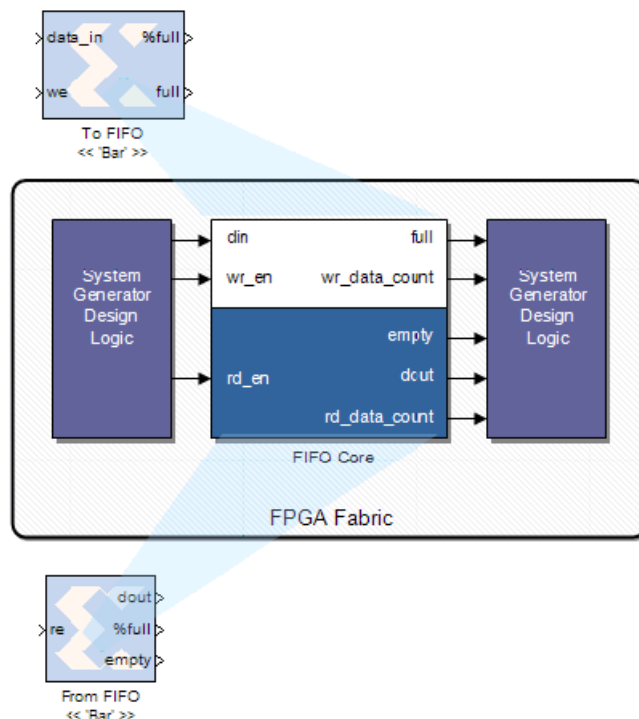 data_in %full
we full
To FIFO
<< 'Bar' >>
System
Generator
Design
Logic
din full
wr_en wr_data_count
empty
rd_en dout
rd_data_count
System
Generator
Design
Logic
FIFO Core
FPGA Fabric
dout
re %full
empty
From FIFO
<< 'Bar' >>